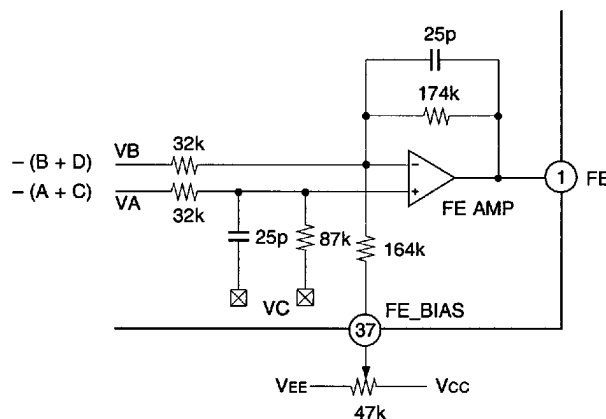 25p
174k
− (B + D) VB 32k
− (A + C) VA 32k
−
+
FE AMP
1 FE
25p 87k 164k
VC
FE_BIAS
37
VEE VCC
47k